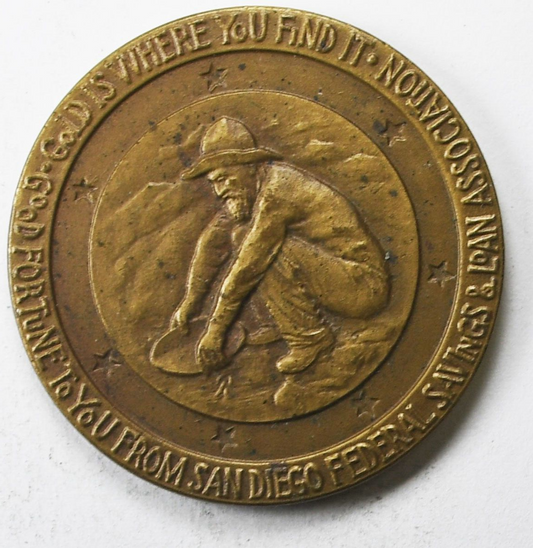 GOLD IS WHERE YOU FIND IT • GOOD FORTUNE TO YOU FROM SAN DIEGO FEDERAL SAVINGS & LOAN ASSOCIATION